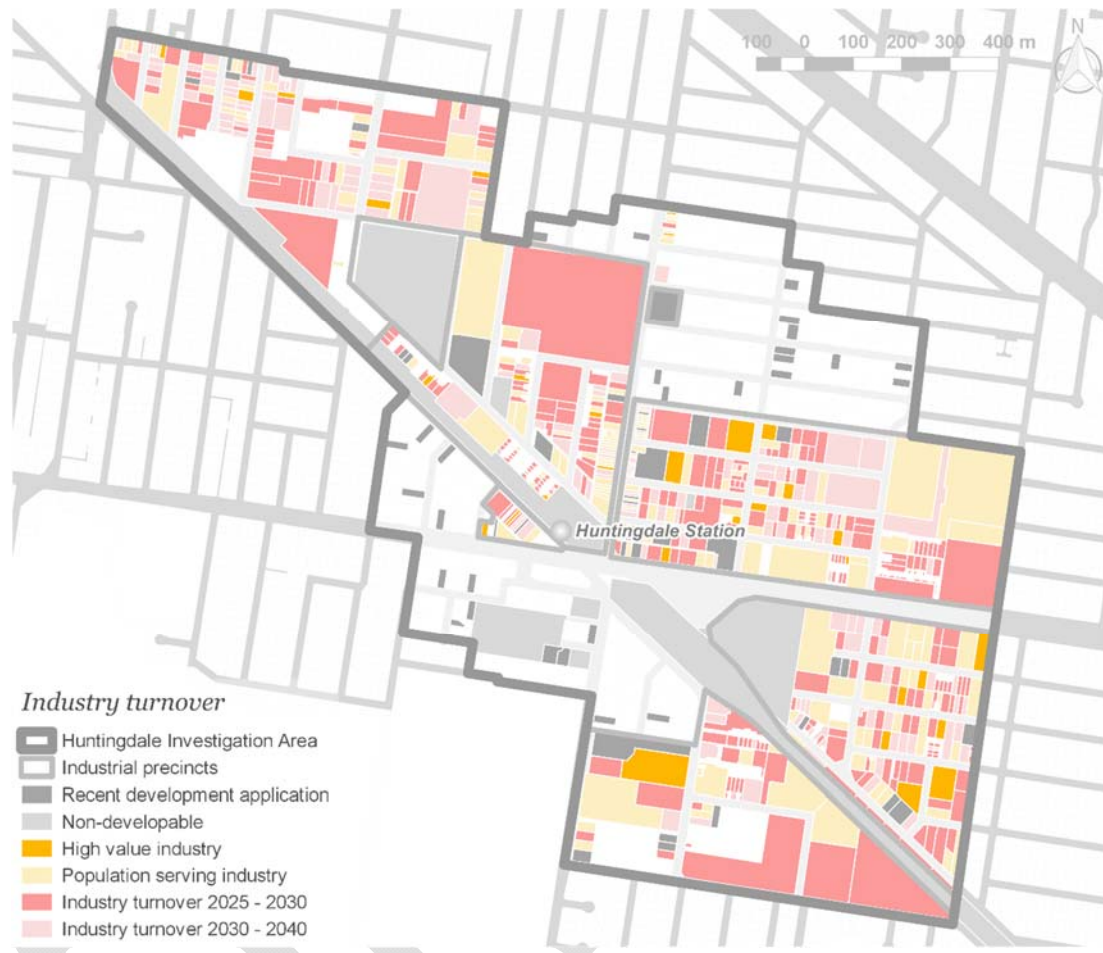 N
100 0 100 200 300 400 m
Huntingdale Station
Industry turnover
Huntingdale Investigation Area
Industrial precincts
Recent development application
Non-developable
High value industry
Population serving industry
Industry turnover 2025 - 2030
Industry turnover 2030 - 2040